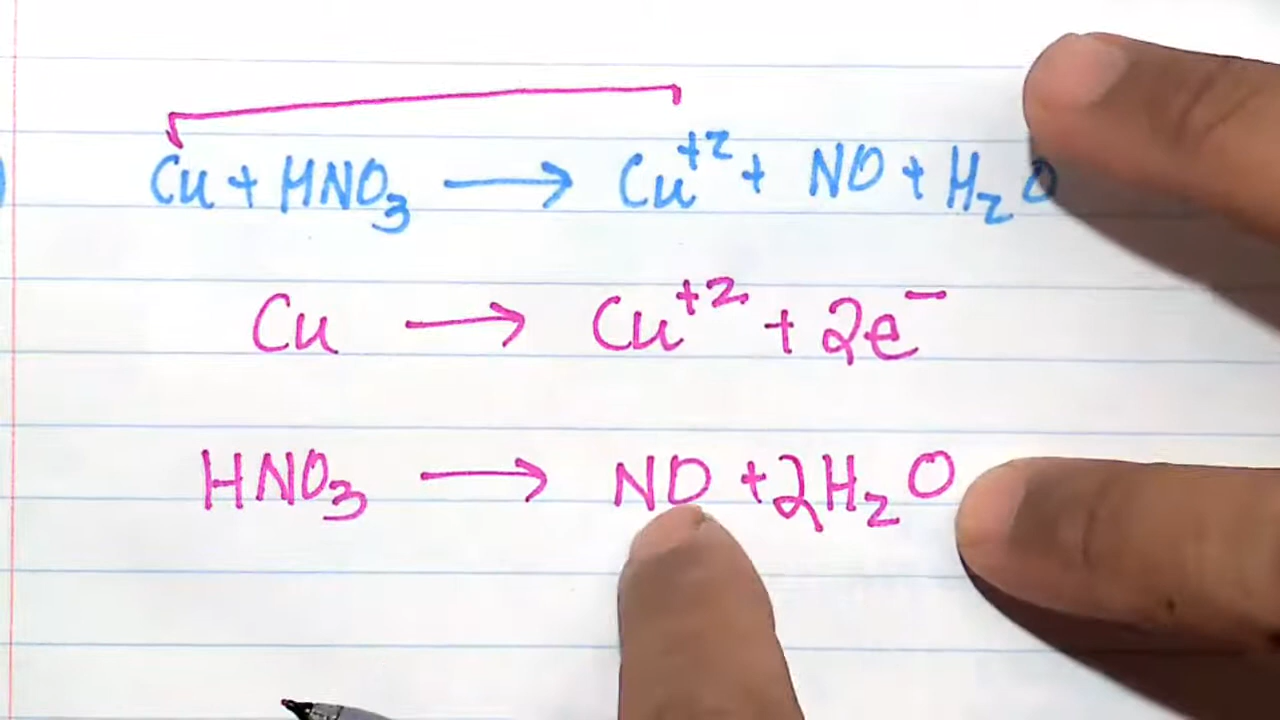 Cu + HNO₃ → Cu⁺² + NO + H₂O
Cu → Cu⁺² + 2e⁻
HNO₃ → NO + 2H₂O